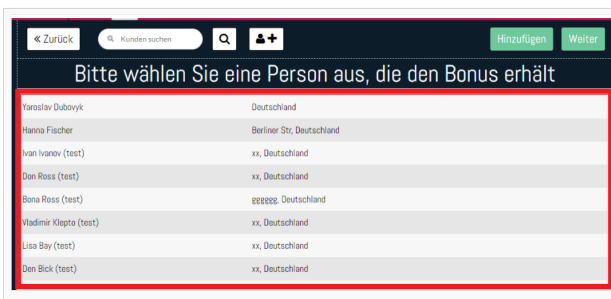 « Zurück Kunden suchen Hinzufügen Weiter
Bitte wählen Sie eine Person aus, die den Bonus erhält
Yaroslav Dubovyk Deutschland
Hanna Fischer Berliner Str, Deutschland
Ivan Ivanov (test) xx, Deutschland
Don Ross (test) xx, Deutschland
Bona Ross (test) gggggg, Deutschland
Vladimir Klepto (test) xx, Deutschland
Lisa Bay (test) xx, Deutschland
Den Bick (test) xx, Deutschland